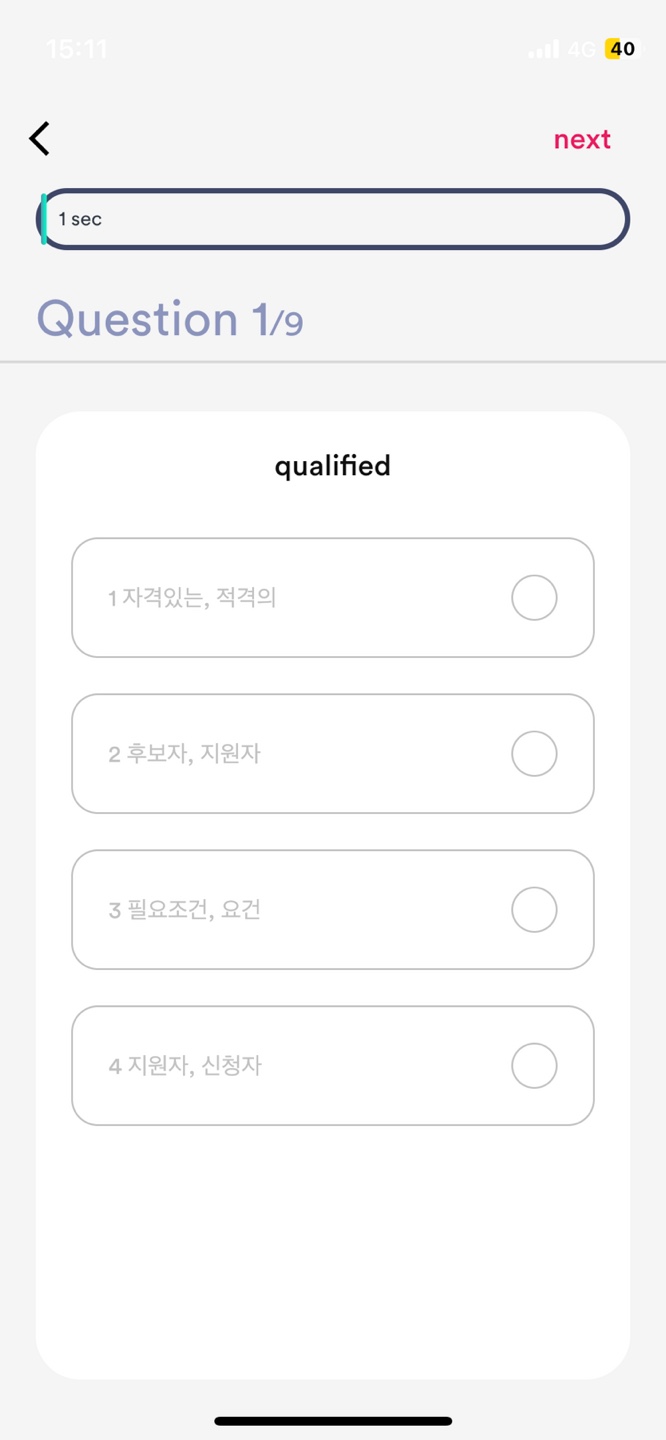 15:11 4G 40
next
1 sec
Question 1/9
qualified
1 자격있는, 적격의
2 후보자, 지원자
3 필요조건, 요건
4 지원자, 신청자